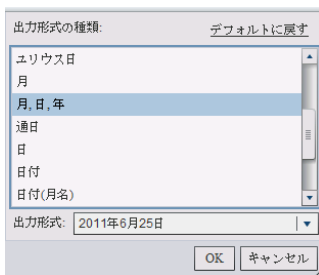 出力形式の種類: デフォルトに戻す
ユリウス日
月
月,日,年
通日
日
日付
日付(月名)
出力形式: 2011年6月25日
OK キャンセル